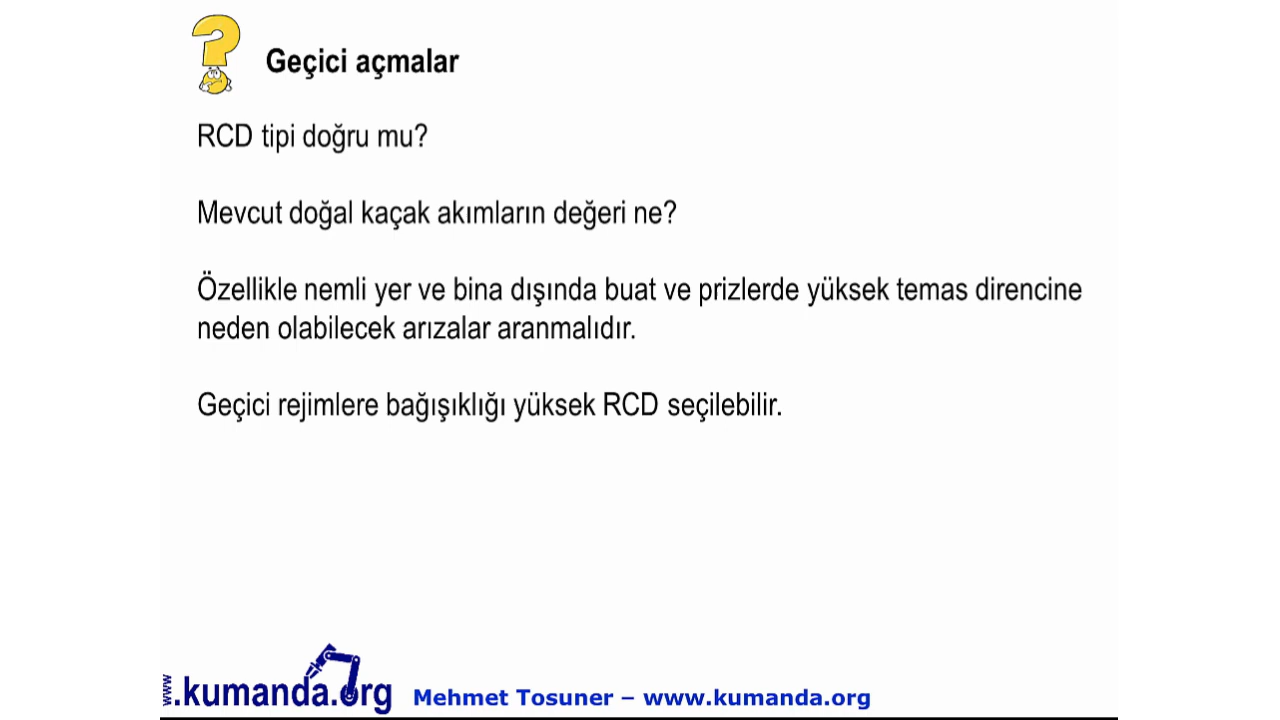 ?
Geçici açmalar
RCD tipi doğru mu?
Mevcut doğal kaçak akımların değeri ne?
Özellikle nemli yer ve bina dışında buat ve prizlerde yüksek temas direncine
neden olabilecek arızalar aranmalıdır.
Geçici rejimlere bağışıklığı yüksek RCD seçilebilir.
www.kumanda.org Mehmet Tosuner – www.kumanda.org